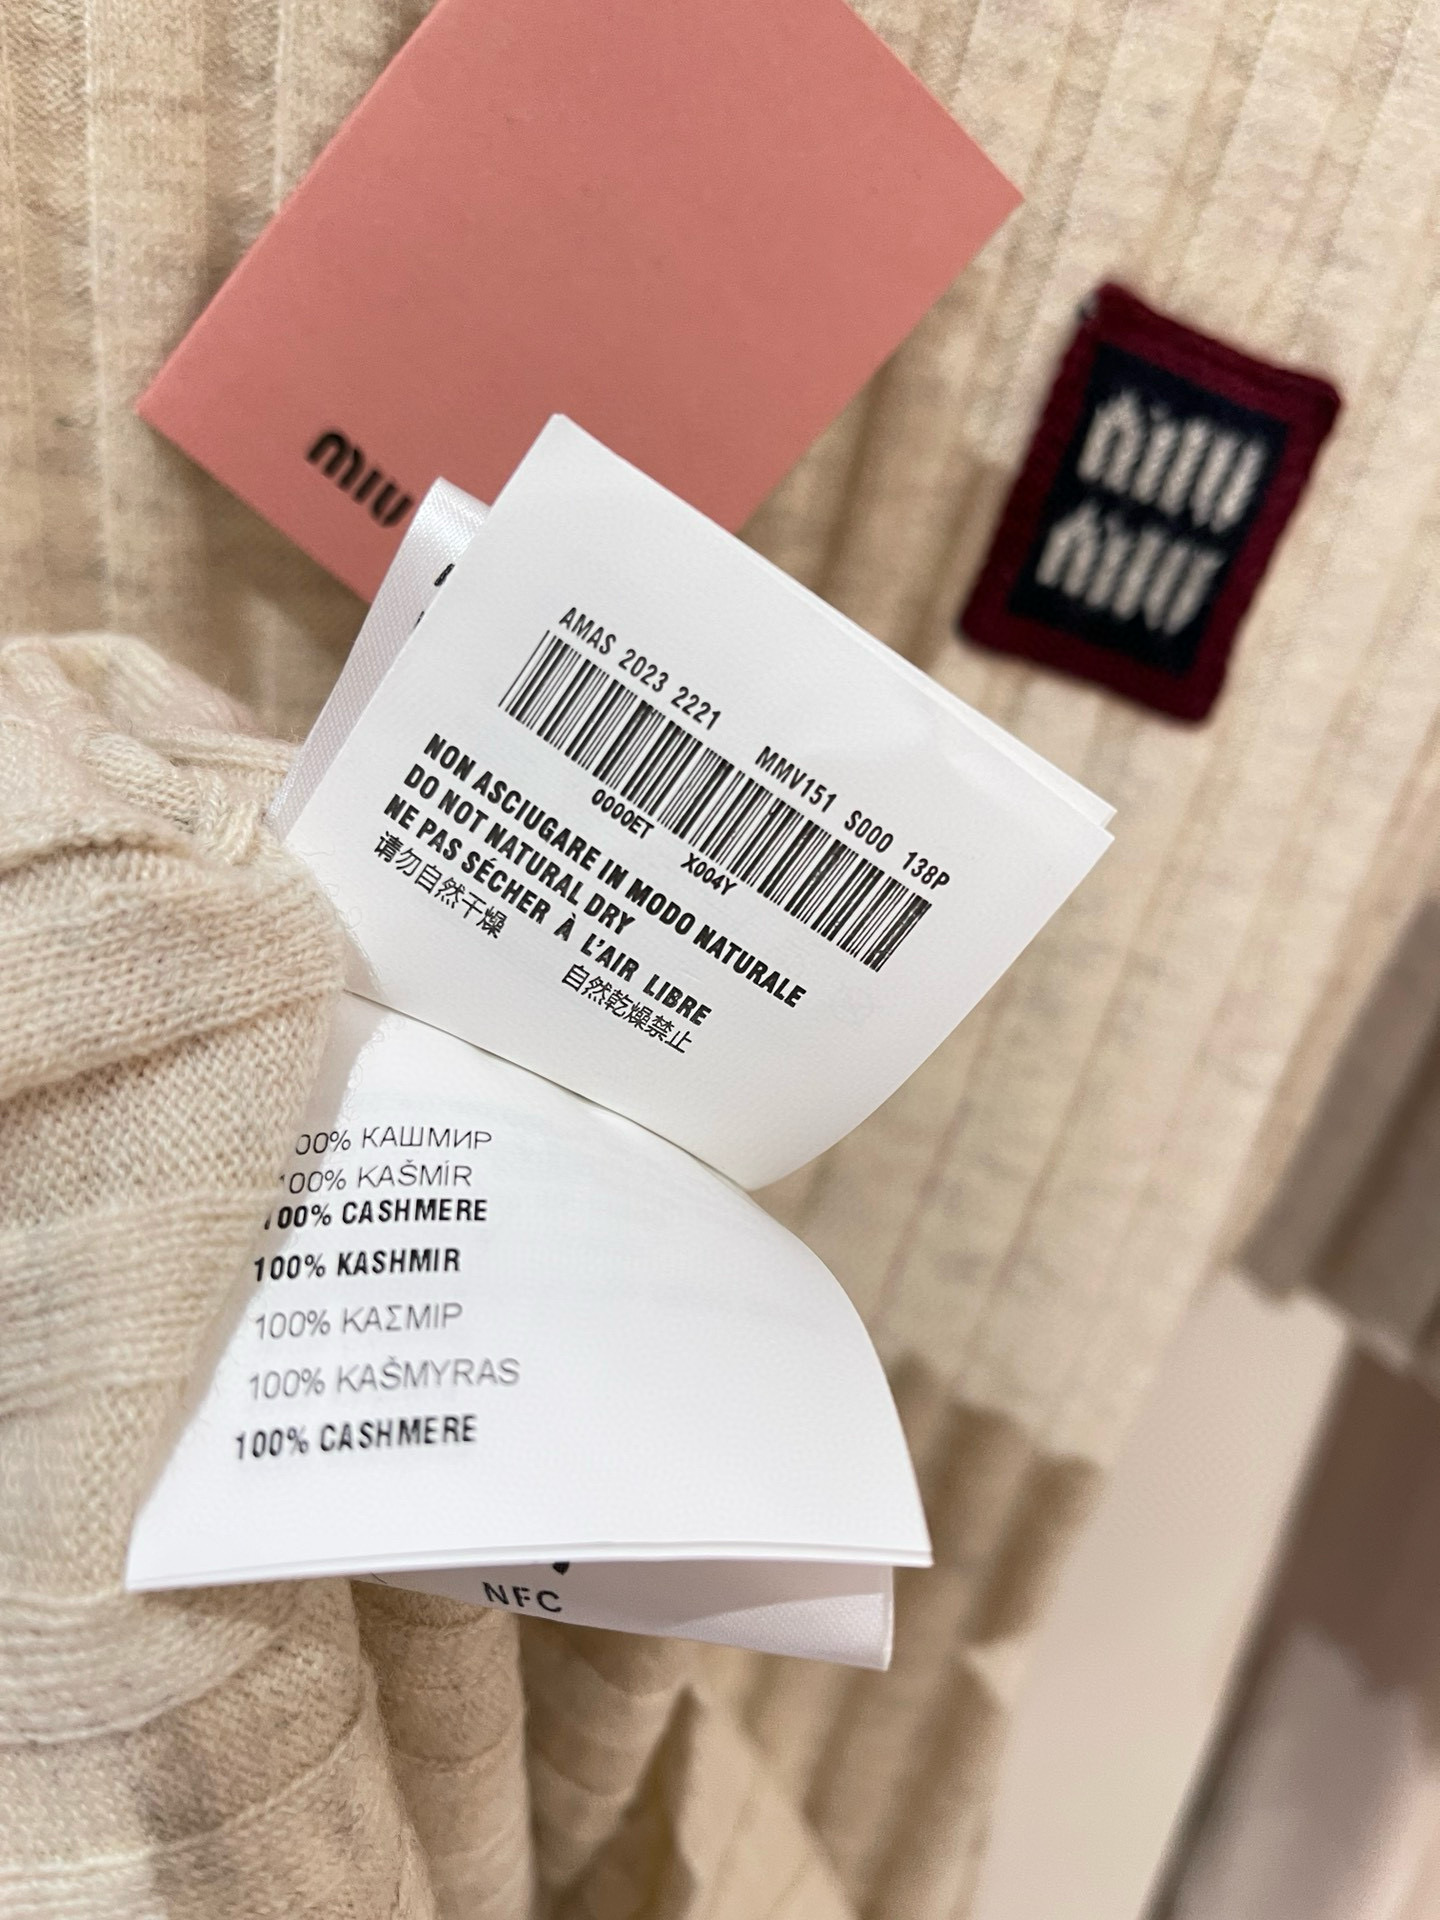 MIU
MIU
MIU
AMAS 2023 2221 MMV151 S000 138P
0000ET X004Y
NON ASCIUGARE IN MODO NATURALE
DO NOT NATURAL DRY
NE PAS SÉCHER À L'AIR LIBRE
请勿自然干燥
自然乾燥禁止
00% КАШМИР
100% KAŠMÍR
100% CASHMERE
100% KASHMIR
100% ΚΑΣΜΙΡ
100% KAŠMYRAS
100% CASHMERE
NFC